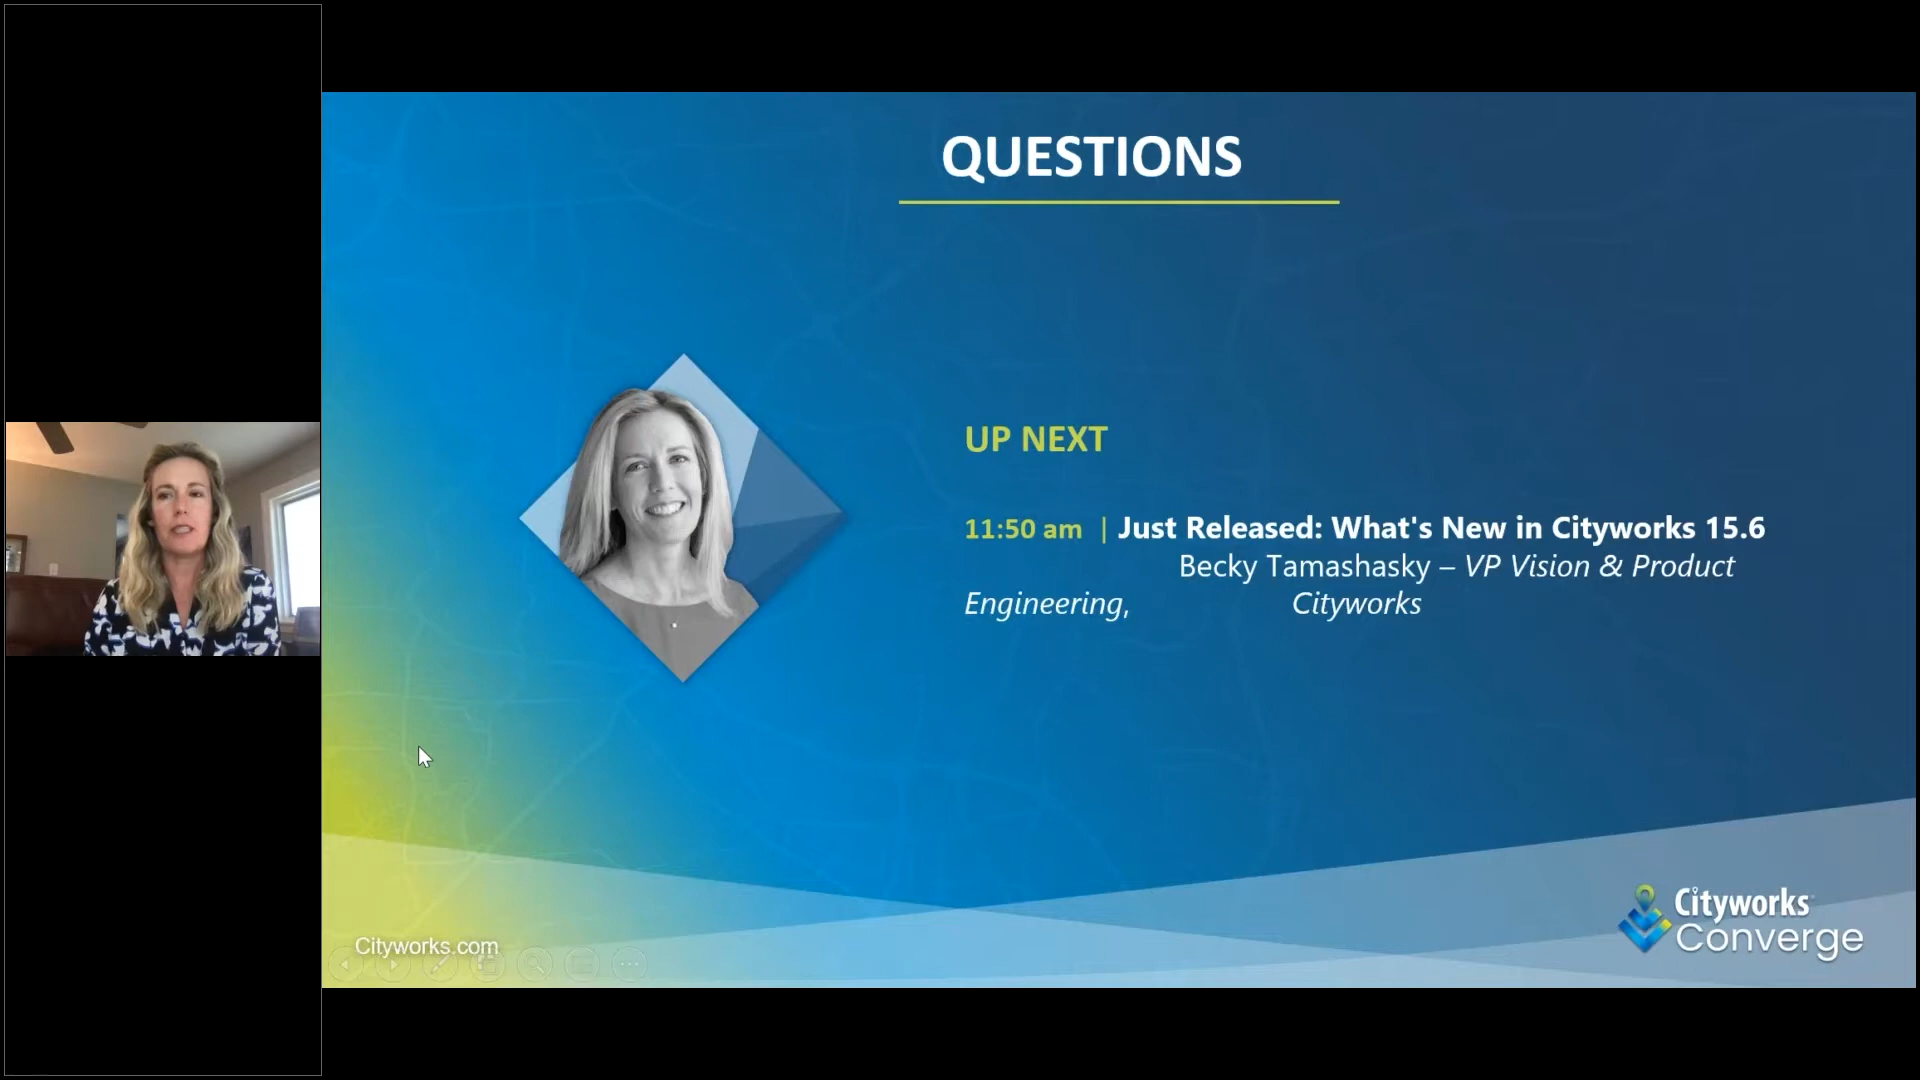 QUESTIONS
UP NEXT
11:50 am | Just Released: What's New in Cityworks 15.6
Becky Tamashasky – VP Vision & Product
Engineering, Cityworks
Cityworks.com
Cityworks
Converge